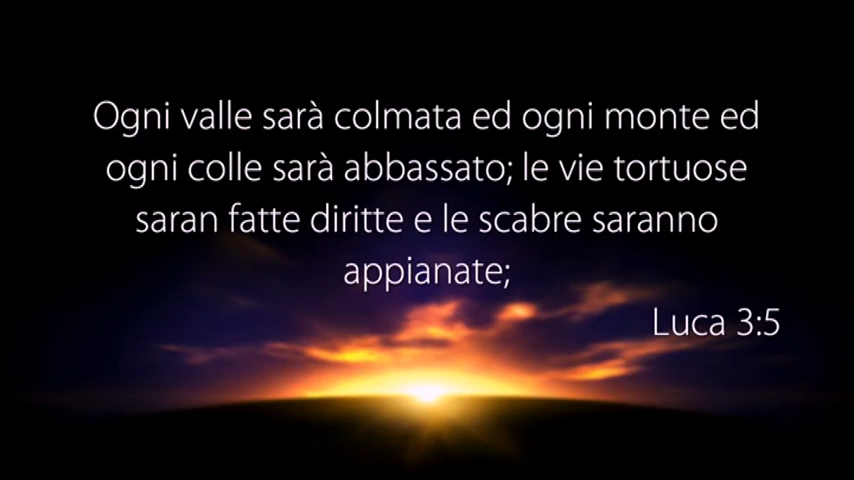 Ogni valle sarà colmata ed ogni monte ed
ogni colle sarà abbassato; le vie tortuose
saran fatte diritte e le scabre saranno
appianate;
Luca 3:5